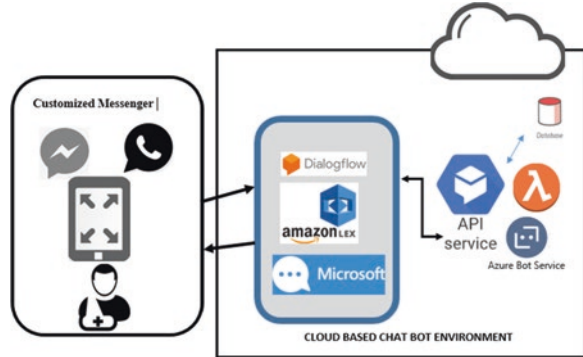 Customized Messenger
Dialogflow
amazon LEX
Microsoft
Database
API
service
Azure Bot Service
CLOUD BASED CHAT BOT ENVIRONMENT